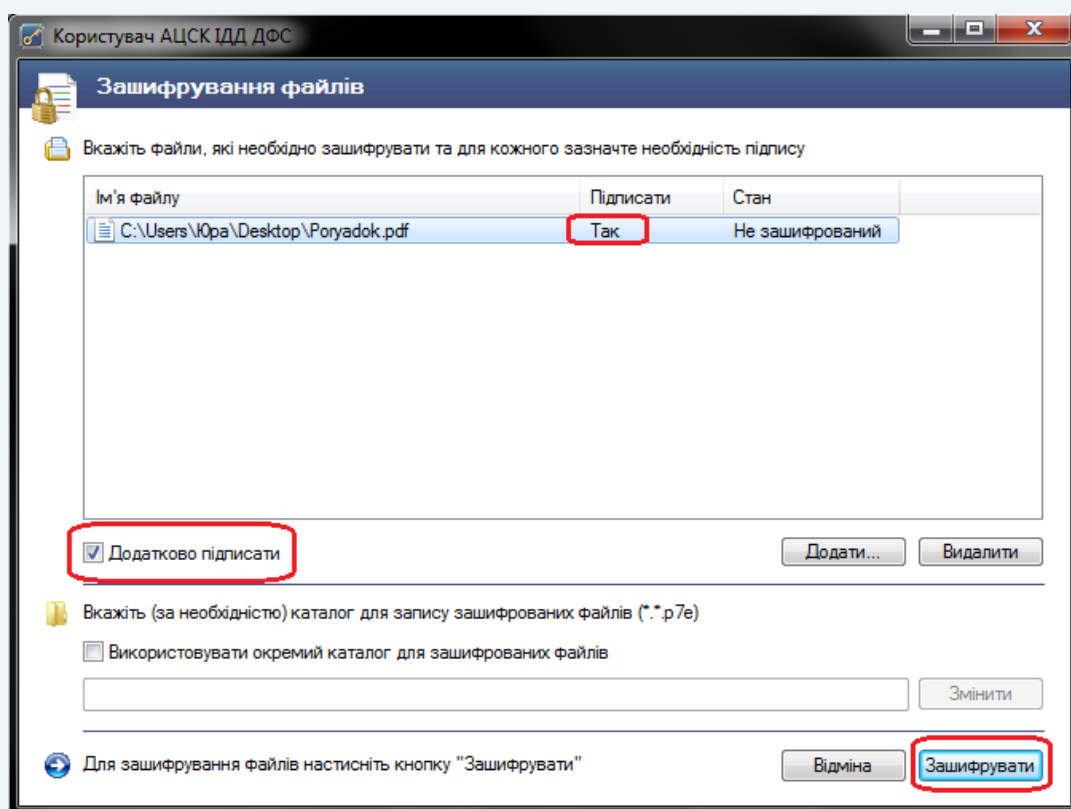 Користувач АЦСК ІДД ДФС
Зашифрування файлів
Вкажіть файли, які необхідно зашифрувати та для кожного зазначте необхідність підпису
Ім'я файлу Підписати Стан
C:\Users\Юра\Desktop\Poryadok.pdf Так Не зашифрований
Додатково підписати Додати... Видалити
Вкажіть (за необхідністю) каталог для запису зашифрованих файлів (*.*.p7e)
Використовувати окремий каталог для зашифрованих файлів
Змінити
Для зашифрування файлів настисніть кнопку "Зашифрувати" Відміна Зашифрувати